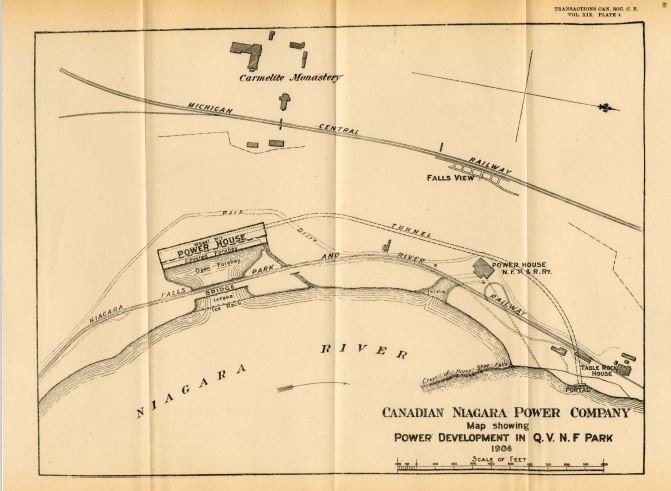 TRANSACTIONS CAN. SOC. C. E.
VOL. XIX. PLATE 4.
Carmelite Monastery
MICHIGAN CENTRAL RAILWAY
FALLS VIEW
PARK Drive
TUNNEL
POWER HOUSE
Covered Forebay
Open Forebay
NIAGARA FALLS PARK AND RIVER RAILWAY
BRIDGE
Intake
Ice Rack
Intake
POWER HOUSE
N.F.P. & R.RY.
TABLE ROCK
HOUSE
PORTAL
Crest of Horse Shoe Falls
NIAGARA RIVER
CANADIAN NIAGARA POWER COMPANY
Map showing
POWER DEVELOPMENT IN Q.V.N.F PARK
SCALE OF FEET